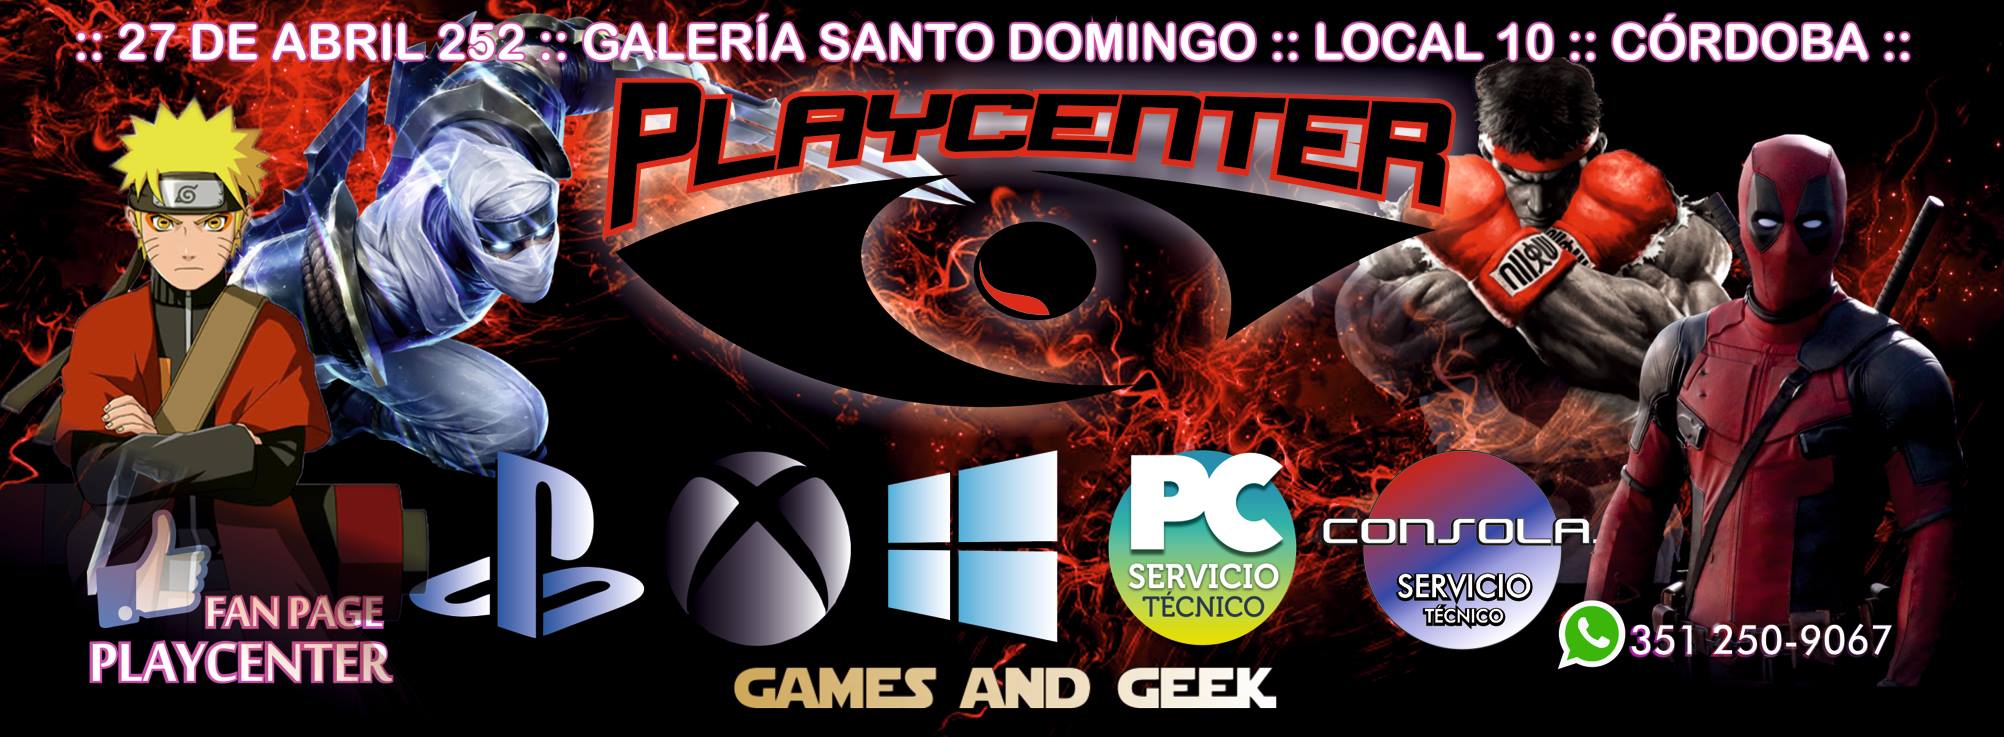 :: 27 DE ABRIL 252 :: GALERÍA SANTO DOMINGO :: LOCAL 10 :: CÓRDOBA ::
PLAYCENTER
PC
SERVICIO
TÉCNICO
CONSOLA
SERVICIO
TÉCNICO
FAN PAGE
PLAYCENTER
351 250-9067
GAMES AND GEEK